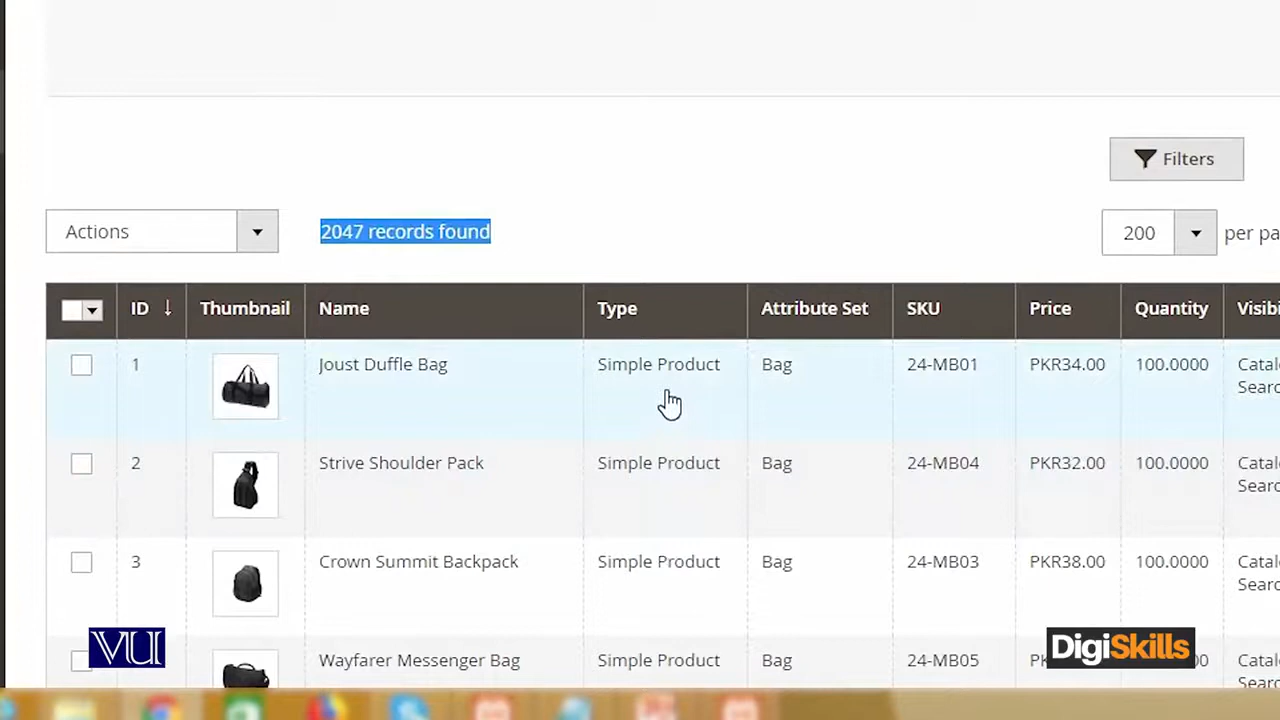 Filters
Actions 2047 records found 200 per pa
ID ↓ Thumbnail Name Type Attribute Set SKU Price Quantity Visibi
1 Joust Duffle Bag Simple Product Bag 24-MB01 PKR34.00 100.0000 Catal
Searc
2 Strive Shoulder Pack Simple Product Bag 24-MB04 PKR32.00 100.0000 Catal
Searc
3 Crown Summit Backpack Simple Product Bag 24-MB03 PKR38.00 100.0000 Catal
Searc
Wayfarer Messenger Bag Simple Product Bag 24-MB05 Catal
Searc
VU
DigiSkills